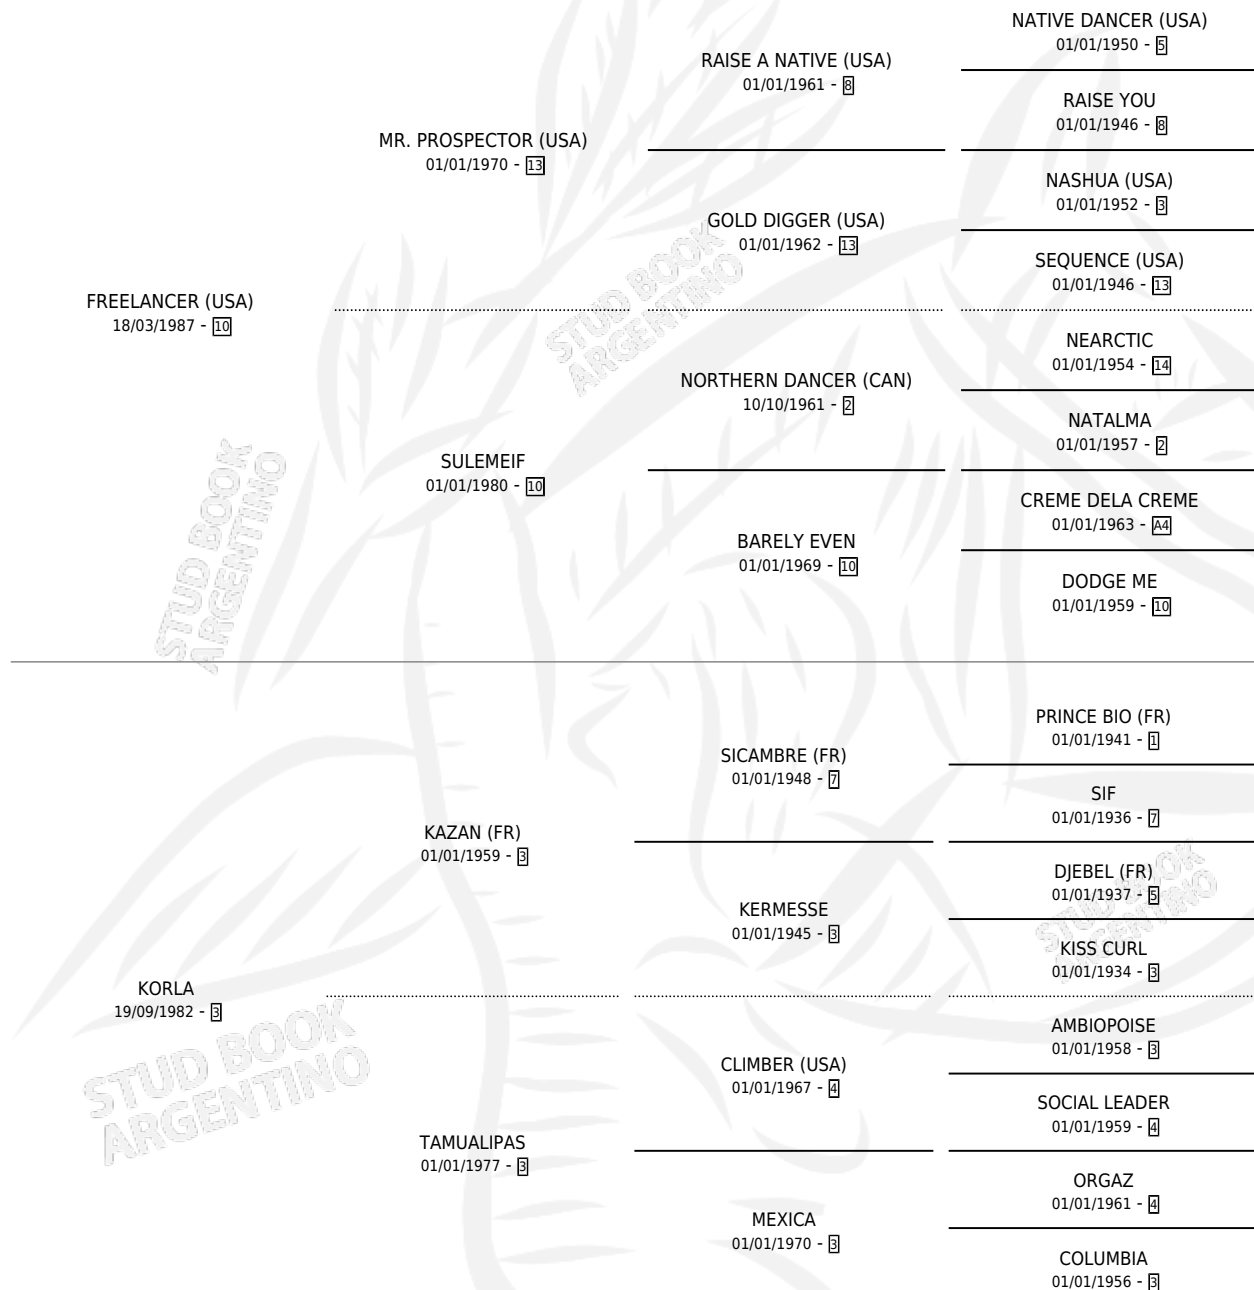 NATIVE DANCER (USA)
01/01/1950 - 5
RAISE A NATIVE (USA)
01/01/1961 - 8
RAISE YOU
01/01/1946 - 8
MR. PROSPECTOR (USA)
01/01/1970 - 13
NASHUA (USA)
01/01/1952 - 3
GOLD DIGGER (USA)
01/01/1962 - 13
SEQUENCE (USA)
01/01/1946 - 13
FREELANCER (USA)
18/03/1987 - 10
NEARCTIC
01/01/1954 - 14
NORTHERN DANCER (CAN)
10/10/1961 - 2
NATALMA
01/01/1957 - 2
SULEMEIF
01/01/1980 - 10
CREME DELA CREME
01/01/1963 - A4
BARELY EVEN
01/01/1969 - 10
DODGE ME
01/01/1959 - 10
PRINCE BIO (FR)
01/01/1941 - 1
SICAMBRE (FR)
01/01/1948 - 7
SIF
01/01/1936 - 7
KAZAN (FR)
01/01/1959 - 3
DJEBEL (FR)
01/01/1937 - 5
KERMESSE
01/01/1945 - 3
KISS CURL
01/01/1934 - 3
KORLA
19/09/1982 - 3
AMBIOPOISE
01/01/1958 - 3
CLIMBER (USA)
01/01/1967 - 4
SOCIAL LEADER
01/01/1959 - 4
TAMUALIPAS
01/01/1977 - 3
ORGAZ
01/01/1961 - 4
MEXICA
01/01/1970 - 3
COLUMBIA
01/01/1956 - 3
STUD BOOK
ARGENTINO
STUD BOOK
ARGENTINO
STUD BOOK
ARGENTINO
STUD BOOK
ARGENTINO